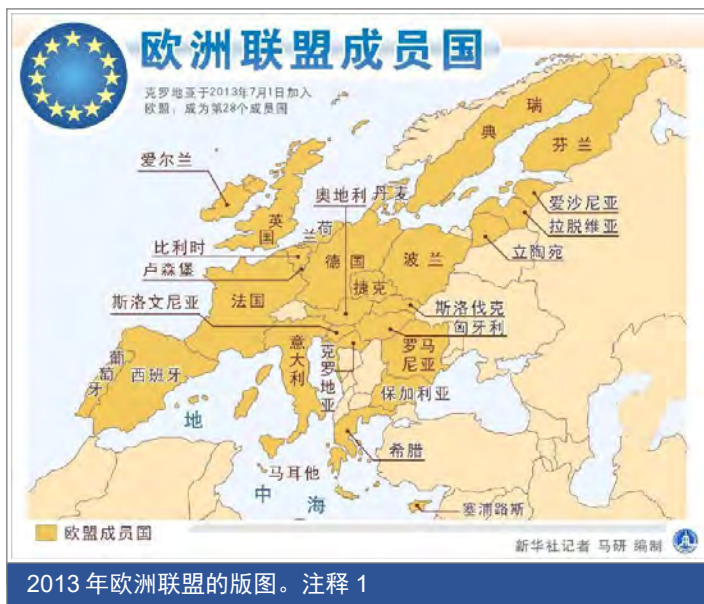 欧洲联盟成员国
克罗地亚于2013年7月1日加入
欧盟，成为第28个成员国
瑞典
芬兰
爱尔兰
奥地利
丹麦
爱沙尼亚
拉脱维亚
立陶宛
英国
荷兰
比利时
卢森堡
德国
波兰
捷克
法国
斯洛文尼亚
斯洛伐克
匈牙利
意大利
克罗地亚
罗马尼亚
葡萄牙
西班牙
保加利亚
希腊
马耳他
地中海
塞浦路斯
欧盟成员国
新华社记者 马研 编制
2013 年欧洲联盟的版图。注释 1